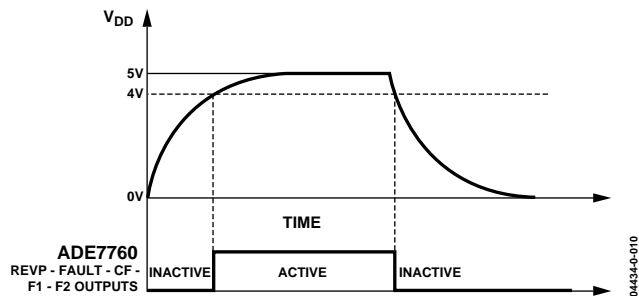 VDD
5V
4V
0V
TIME
ADE7760
REVP - FAULT - CF -
F1 - F2 OUTPUTS
INACTIVE
ACTIVE
INACTIVE
04434-0-010